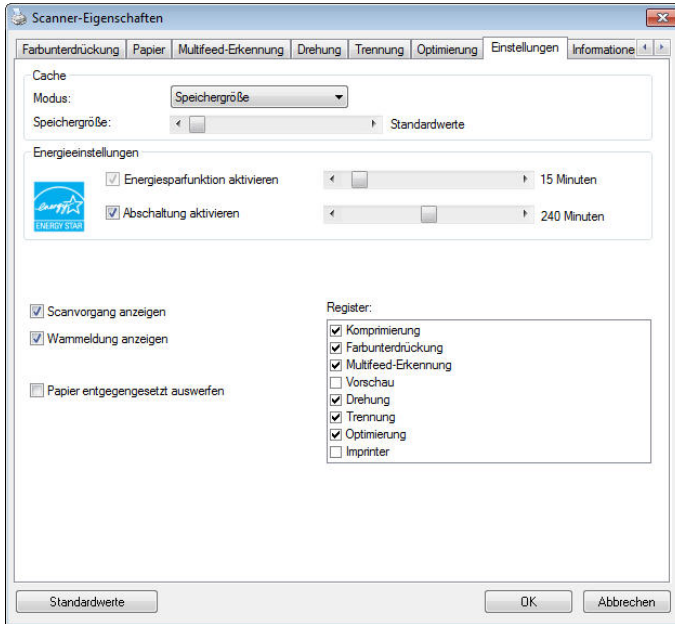 Scanner-Eigenschaften
Farbunterdrückung Papier Multifeed-Erkennung Drehung Trennung Optimierung Einstellungen Informatione
Cache
Modus: Speichergröße
Speichergröße: Standardwerte
Energieeinstellungen
Energiesparfunktion aktivieren 15 Minuten
Abschaltung aktivieren 240 Minuten
energy
ENERGY STAR
Scanvorgang anzeigen
Warnmeldung anzeigen
Papier entgegengesetzt auswerfen
Register:
Komprimierung
Farbunterdrückung
Multifeed-Erkennung
Vorschau
Drehung
Trennung
Optimierung
Imprinter
Standardwerte OK Abbrechen